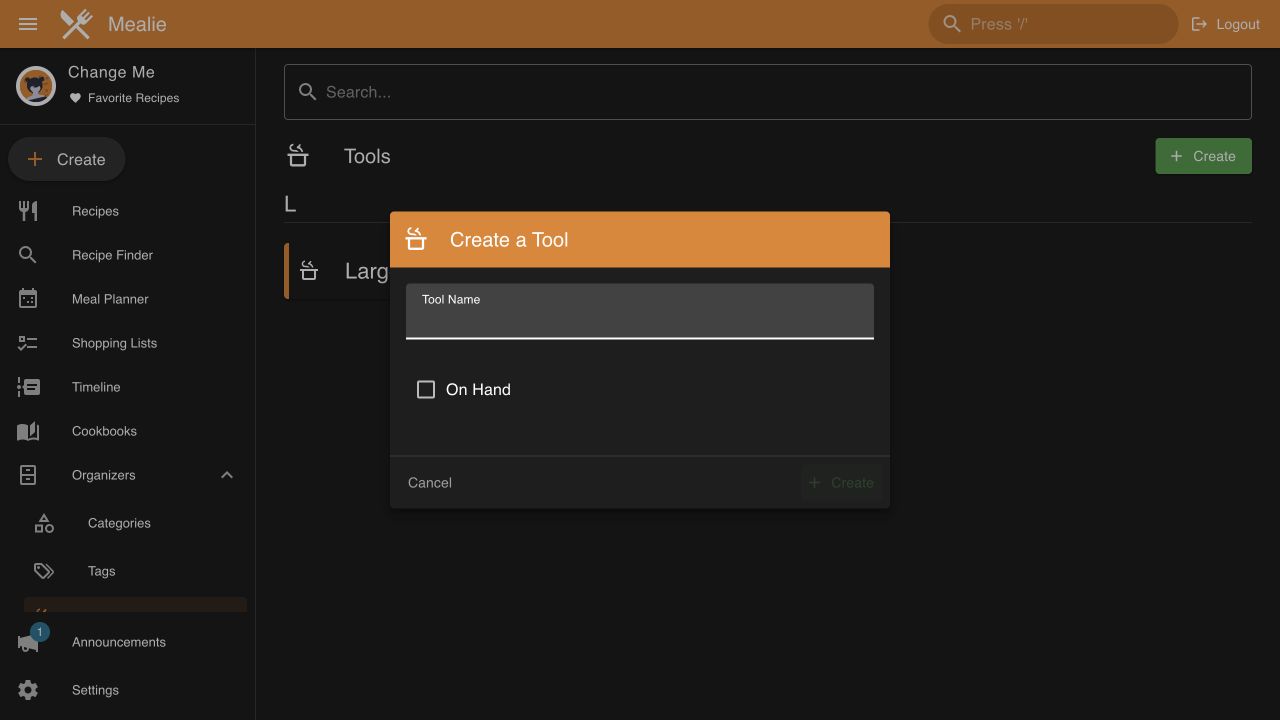 Mealie
Press '/'
Logout
Change Me
Favorite Recipes
Create
Recipes
Recipe Finder
Meal Planner
Shopping Lists
Timeline
Cookbooks
Organizers
Categories
Tags
1
Announcements
Settings
Search...
Tools
Create
L
Larg
Create a Tool
Tool Name
On Hand
Cancel
Create